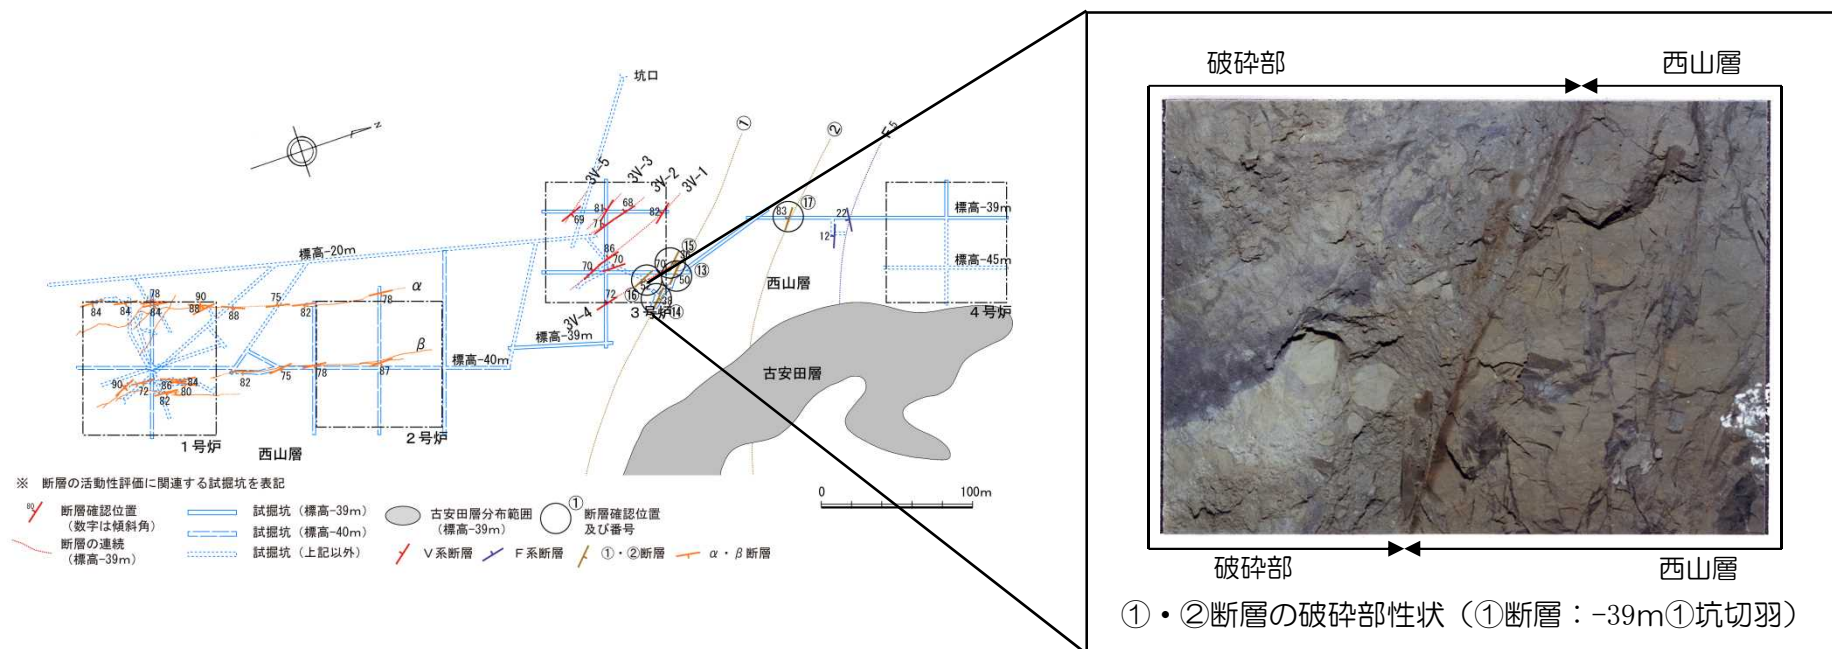 坑口
N
①
②
F5
3V-5
3V-3
3V-2
3V-1
81
68
82
69
71
83
⑰
22
12
標高-39m
標高-20m
86
70
70
⑮
70
⑬
50
西山層
標高-45m
⑯
52
72
38
3号炉
⑭
4号炉
3V-4
標高-39m
α
78
90
75
78
84
84
84
88
88
82
β
標高-40m
古安田層
90
84
82
75
78
87
86
72
80
82
1号炉
2号炉
西山層
0
100m
※ 断層の活動性評価に関連する試掘坑を表記
80
断層確認位置
(数字は傾斜角)
断層の連続
(標高-39m)
試掘坑(標高-39m)
試掘坑(標高-40m)
試掘坑(上記以外)
古安田層分布範囲
(標高-39m)
①
断層確認位置
及び番号
V系断層
F系断層
①・②断層
α・β断層
破砕部
西山層
破砕部
西山層
①・②断層の破砕部性状(①断層:-39m①坑切羽)